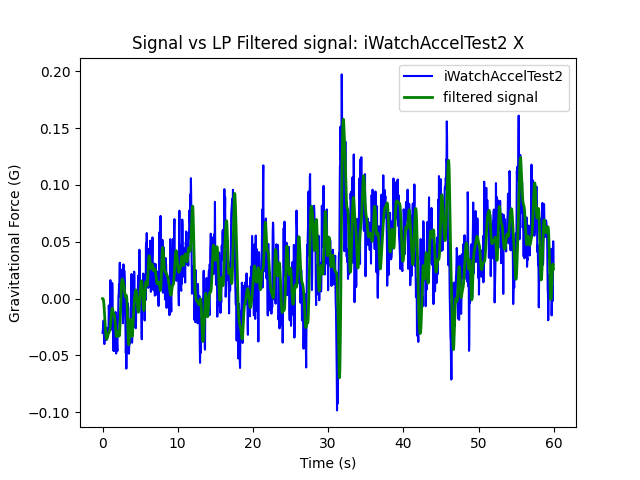 Signal vs LP Filtered signal: iWatchAccelTest2 X
iWatchAccelTest2
filtered signal
Gravitational Force (G)
0.20
0.15
0.10
0.05
0.00
−0.05
−0.10
0 10 20 30 40 50 60
Time (s)